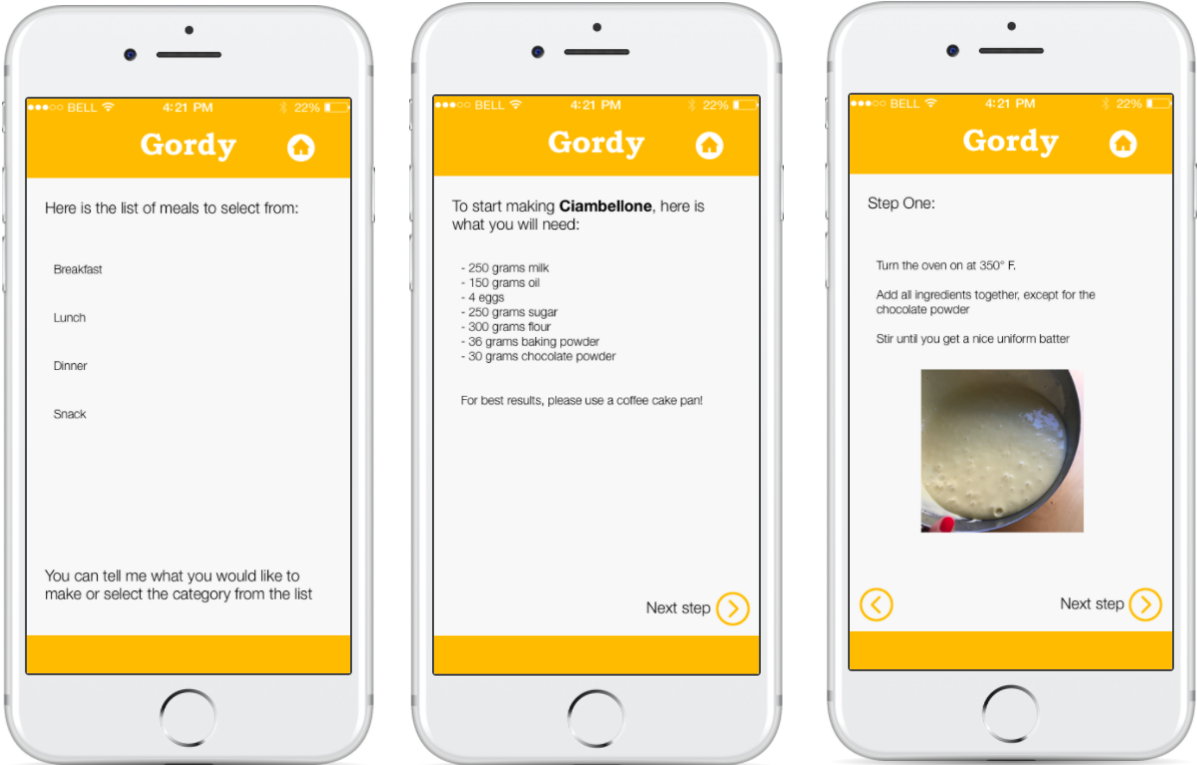 BELL 4:21 PM 22%
Gordy
Here is the list of meals to select from:
Breakfast
Lunch
Dinner
Snack
You can tell me what you would like to
make or select the category from the list
BELL 4:21 PM 22%
Gordy
To start making Ciambellone, here is
what you will need:
- 250 grams milk
- 150 grams oil
- 4 eggs
- 250 grams sugar
- 300 grams flour
- 36 grams baking powder
- 30 grams chocolate powder
For best results, please use a coffee cake pan!
Next step
BELL 4:21 PM 22%
Gordy
Step One:
Turn the oven on at 350° F.
Add all ingredients together, except for the
chocolate powder
Stir until you get a nice uniform batter
Next step